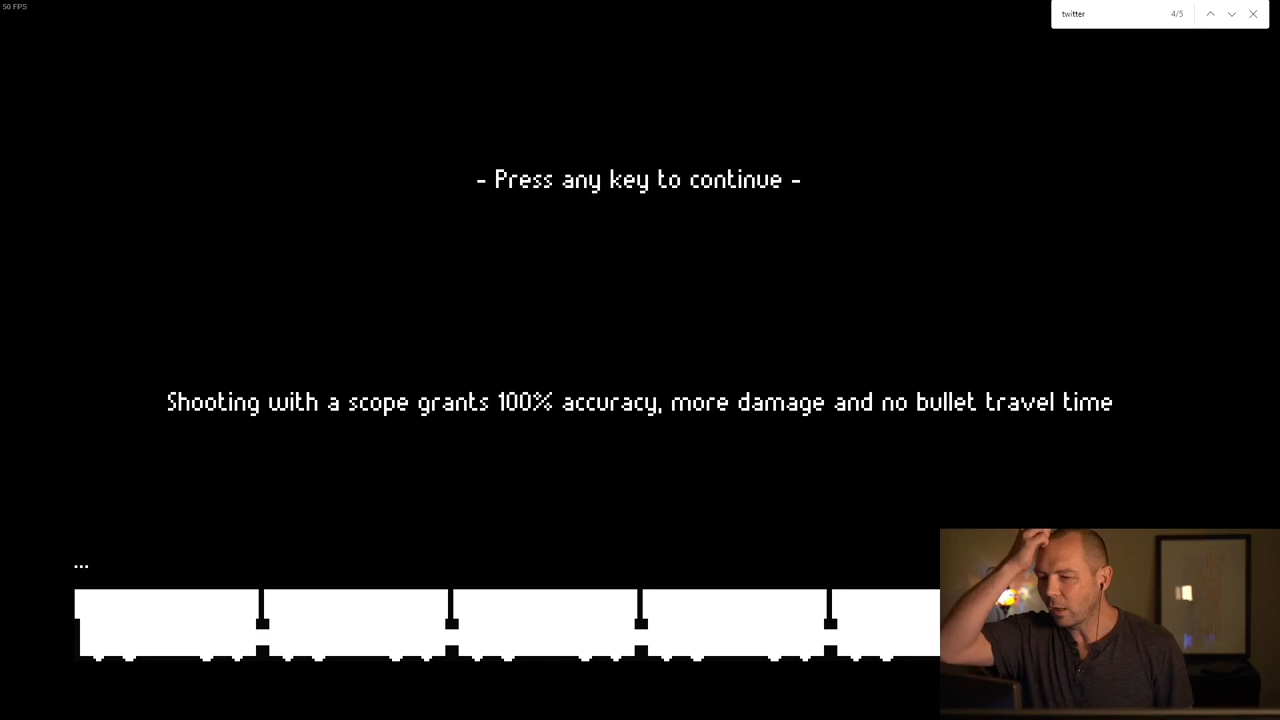 50 FPS
twitter 4/5
- Press any key to continue -
Shooting with a scope grants 100% accuracy, more damage and no bullet travel time
...